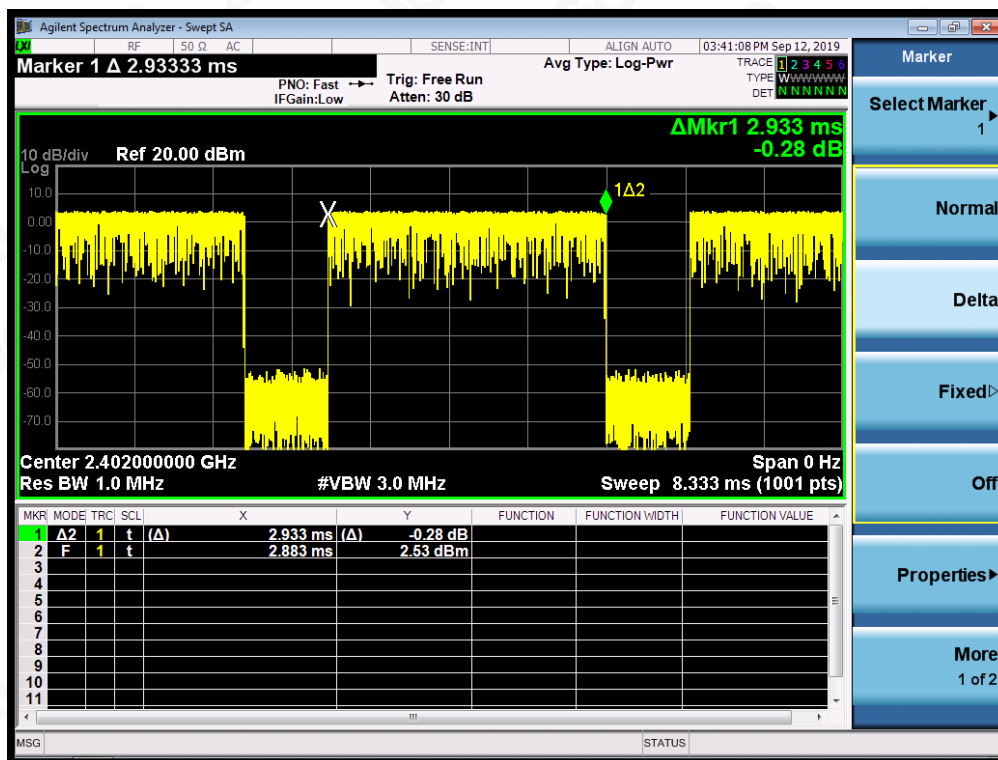 Agilent Spectrum Analyzer - Swept SA
LXI RF 50 Ω AC SENSE:INT ALIGN AUTO 03:41:08 PM Sep 12, 2019
Marker 1 Δ 2.93333 ms
PNO: Fast
IFGain:Low
Trig: Free Run
Atten: 30 dB
Avg Type: Log-Pwr
TRACE 1 2 3 4 5 6
TYPE WWWWWWW
DET N N N N N N
ΔMkr1 2.933 ms
-0.28 dB
10 dB/div Ref 20.00 dBm
Log
10.0
0.00
-10.0
-20.0
-30.0
-40.0
-50.0
-60.0
-70.0
X
1Δ2
Center 2.402000000 GHz Span 0 Hz
Res BW 1.0 MHz #VBW 3.0 MHz Sweep 8.333 ms (1001 pts)
MKR MODE TRC SCL X Y FUNCTION FUNCTION WIDTH FUNCTION VALUE
1 Δ2 1 t (Δ) 2.933 ms (Δ) -0.28 dB
2 F 1 t 2.883 ms 2.53 dBm
3
4
5
6
7
8
9
10
11
MSG STATUS
Marker
Select Marker
1
Normal
Delta
Fixed
Off
Properties
More
1 of 2